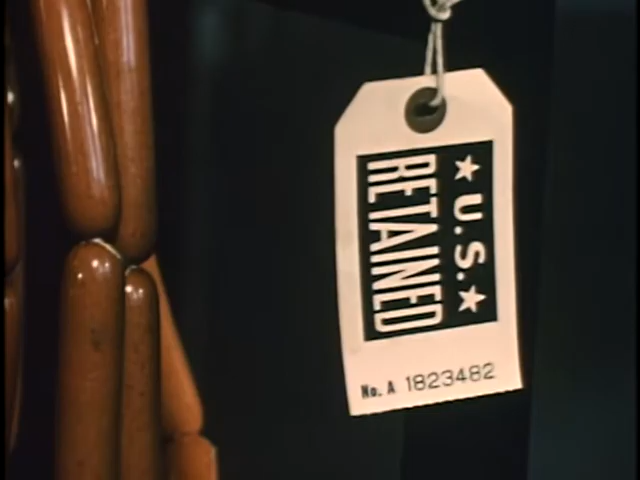 ★ U.S. ★
RETAINED
No. A 1823482